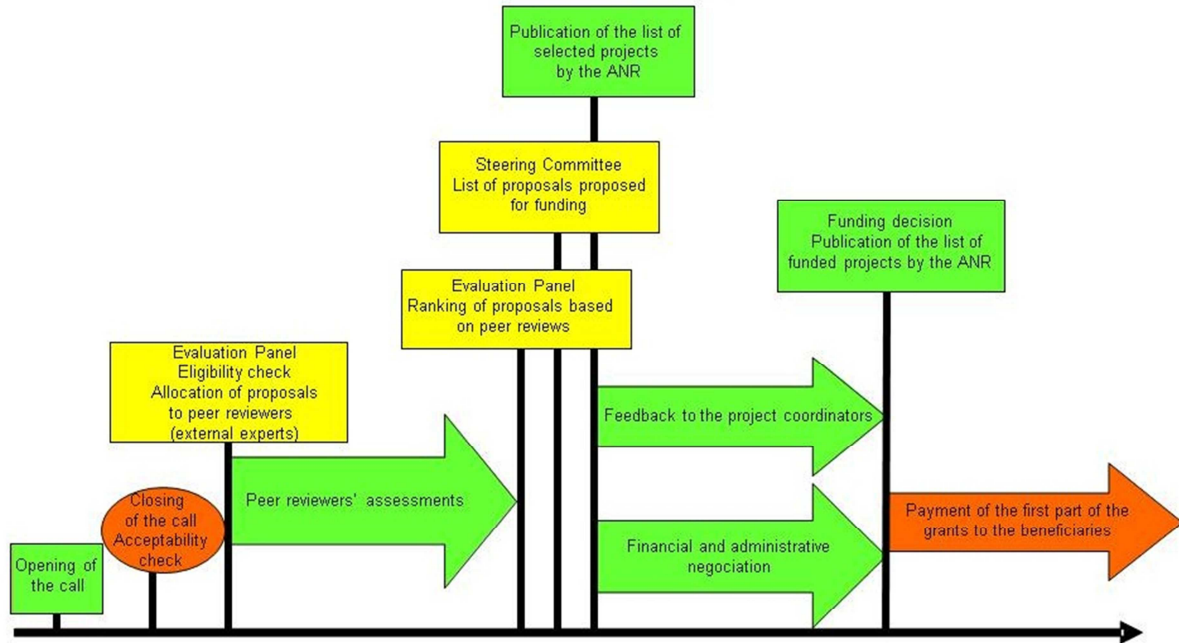 Publication of the list of
selected projects
by the ANR
Steering Committee
List of proposals proposed
for funding
Funding decision
Publication of the list of
funded projects by the ANR
Evaluation Panel
Ranking of proposals based
on peer reviews
Evaluation Panel
Eligibility check
Allocation of proposals
to peer reviewers
(external experts)
Feedback to the project coordinators
Closing
of the call
Acceptability
check
Peer reviewers' assessments
Payment of the first part of the
grants to the beneficiaries
Opening of
the call
Financial and administrative
negociation